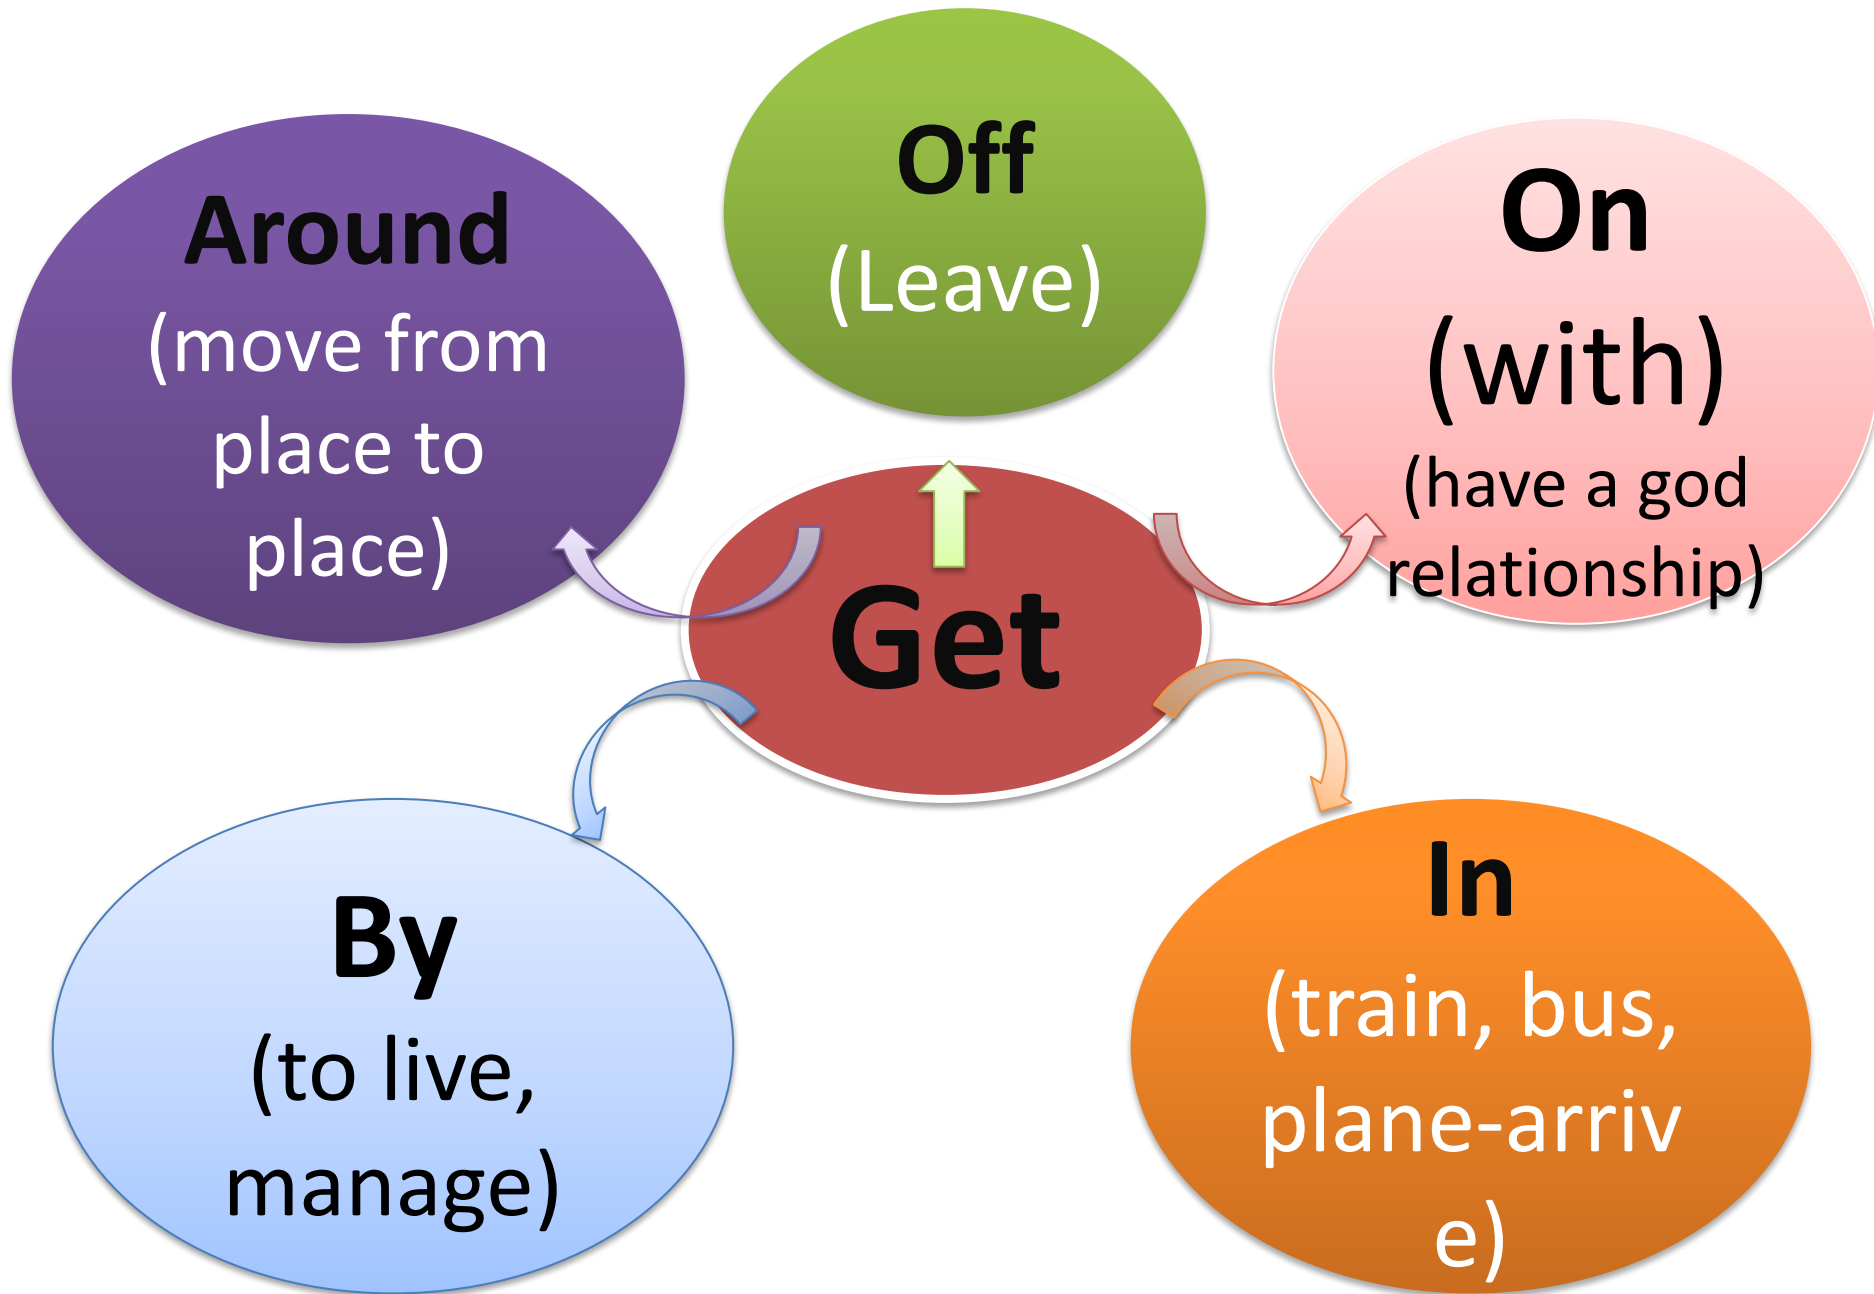 Around
(move from
place to
place)
Off
(Leave)
On
(with)
(have a god
relationship)
Get
By
(to live,
manage)
In
(train, bus,
plane-arriv
e)